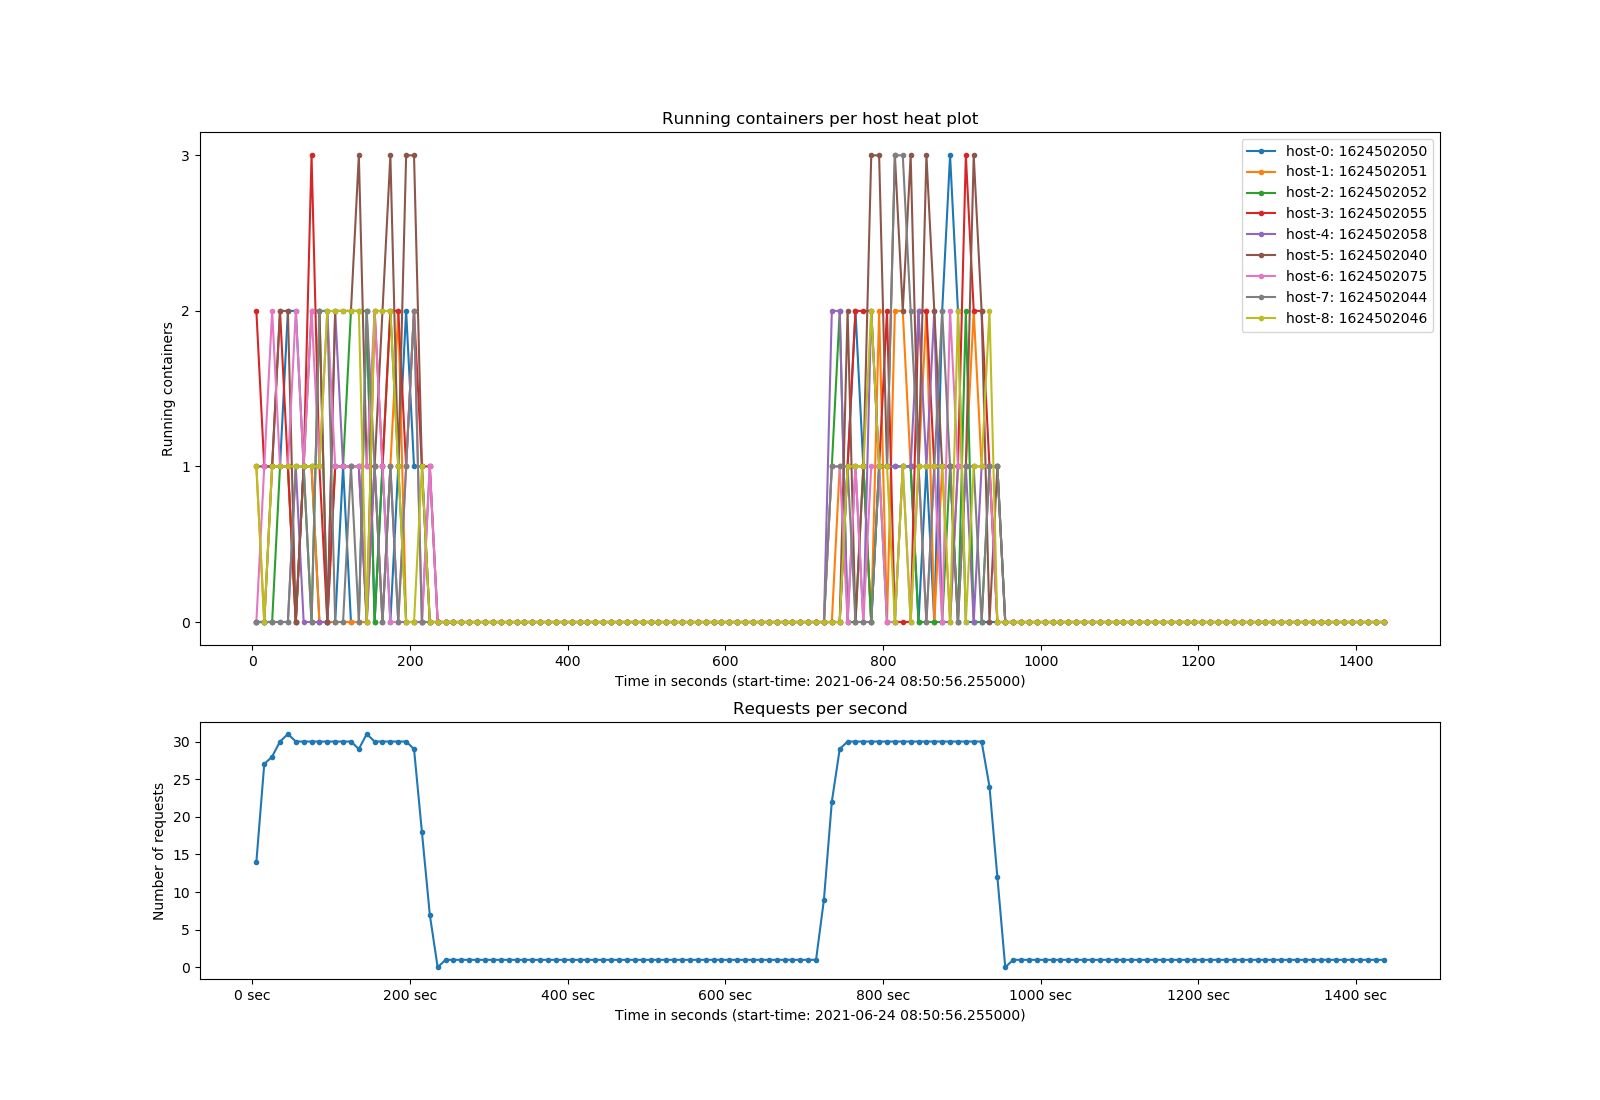 Running containers per host heat plot
3
2
1
0
Running containers
host-0: 1624502050
host-1: 1624502051
host-2: 1624502052
host-3: 1624502055
host-4: 1624502058
host-5: 1624502040
host-6: 1624502075
host-7: 1624502044
host-8: 1624502046
0 200 400 600 800 1000 1200 1400
Time in seconds (start-time: 2021-06-24 08:50:56.255000)
Requests per second
30
25
20
15
10
5
0
Number of requests
0 sec 200 sec 400 sec 600 sec 800 sec 1000 sec 1200 sec 1400 sec
Time in seconds (start-time: 2021-06-24 08:50:56.255000)